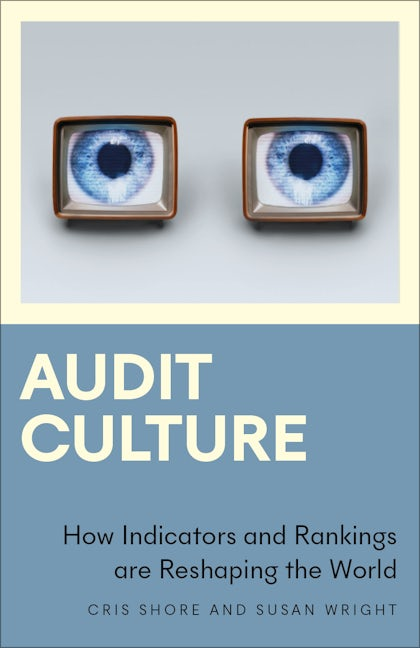 AUDIT
CULTURE
How Indicators and Rankings
are Reshaping the World
CRIS SHORE AND SUSAN WRIGHT